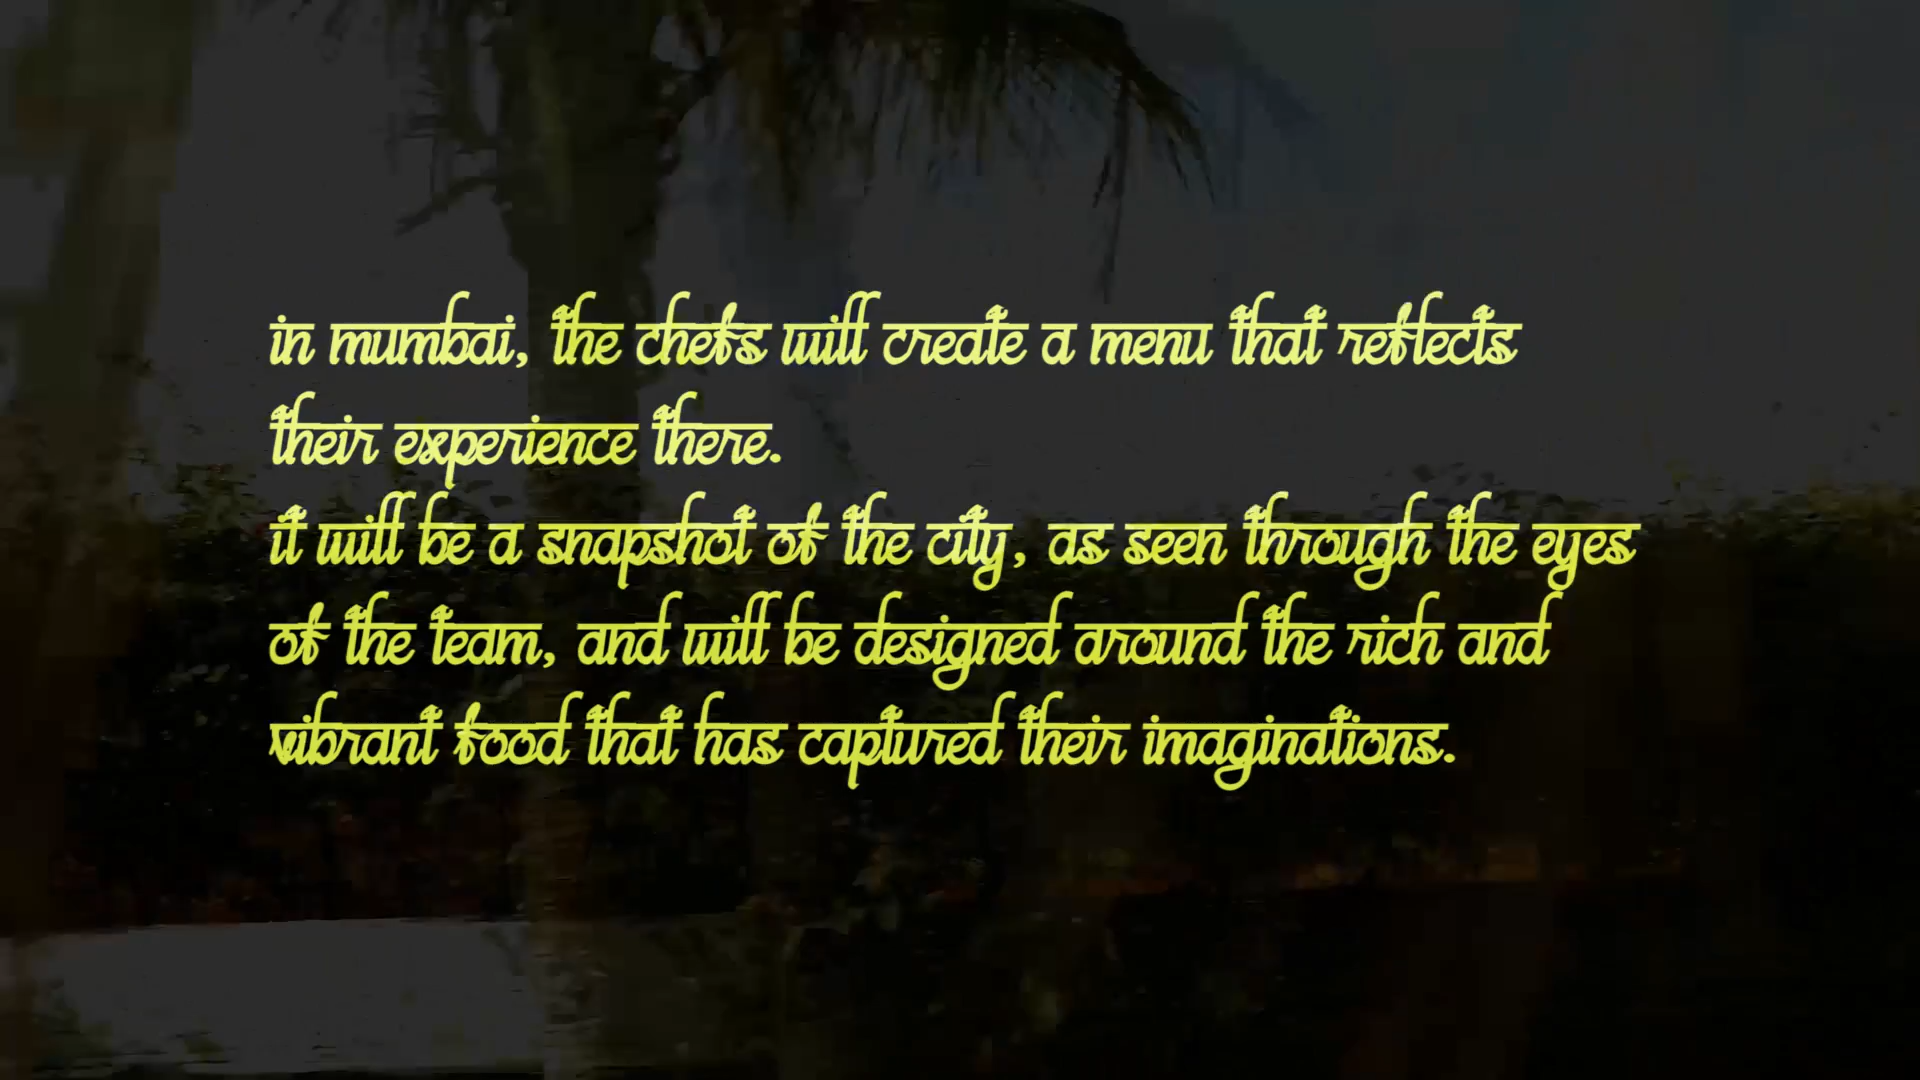 in mumbai, the chefs will create a menu that reflects
their experience there.
it will be a snapshot of the city, as seen through the eyes
of the team, and will be designed around the rich and
vibrant food that has captured their imaginations.